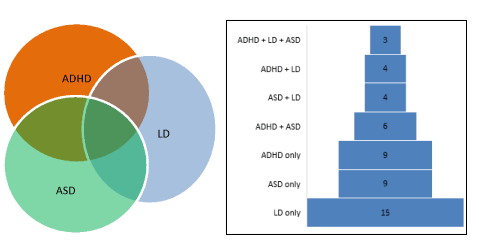 ADHD
LD
ASD
ADHD + LD + ASD 3
ADHD + LD 4
ASD + LD 4
ADHD + ASD 6
ADHD only 9
ASD only 9
LD only 15